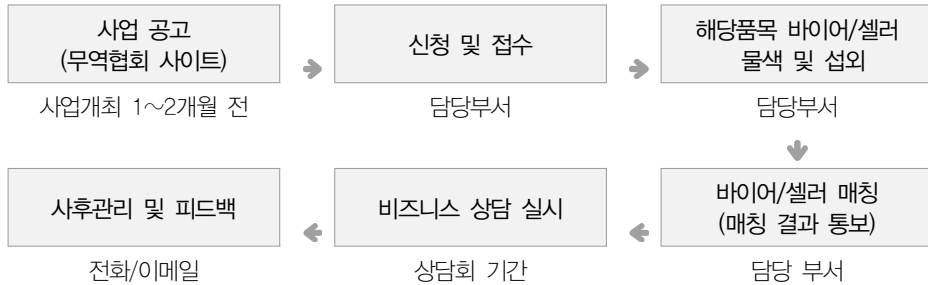 사업 공고
(무역협회 사이트)
사업개최 1~2개월 전
신청 및 접수
담당부서
해당품목 바이어/셀러
물색 및 섭외
담당부서
바이어/셀러 매칭
(매칭 결과 통보)
담당 부서
비즈니스 상담 실시
상담회 기간
사후관리 및 피드백
전화/이메일